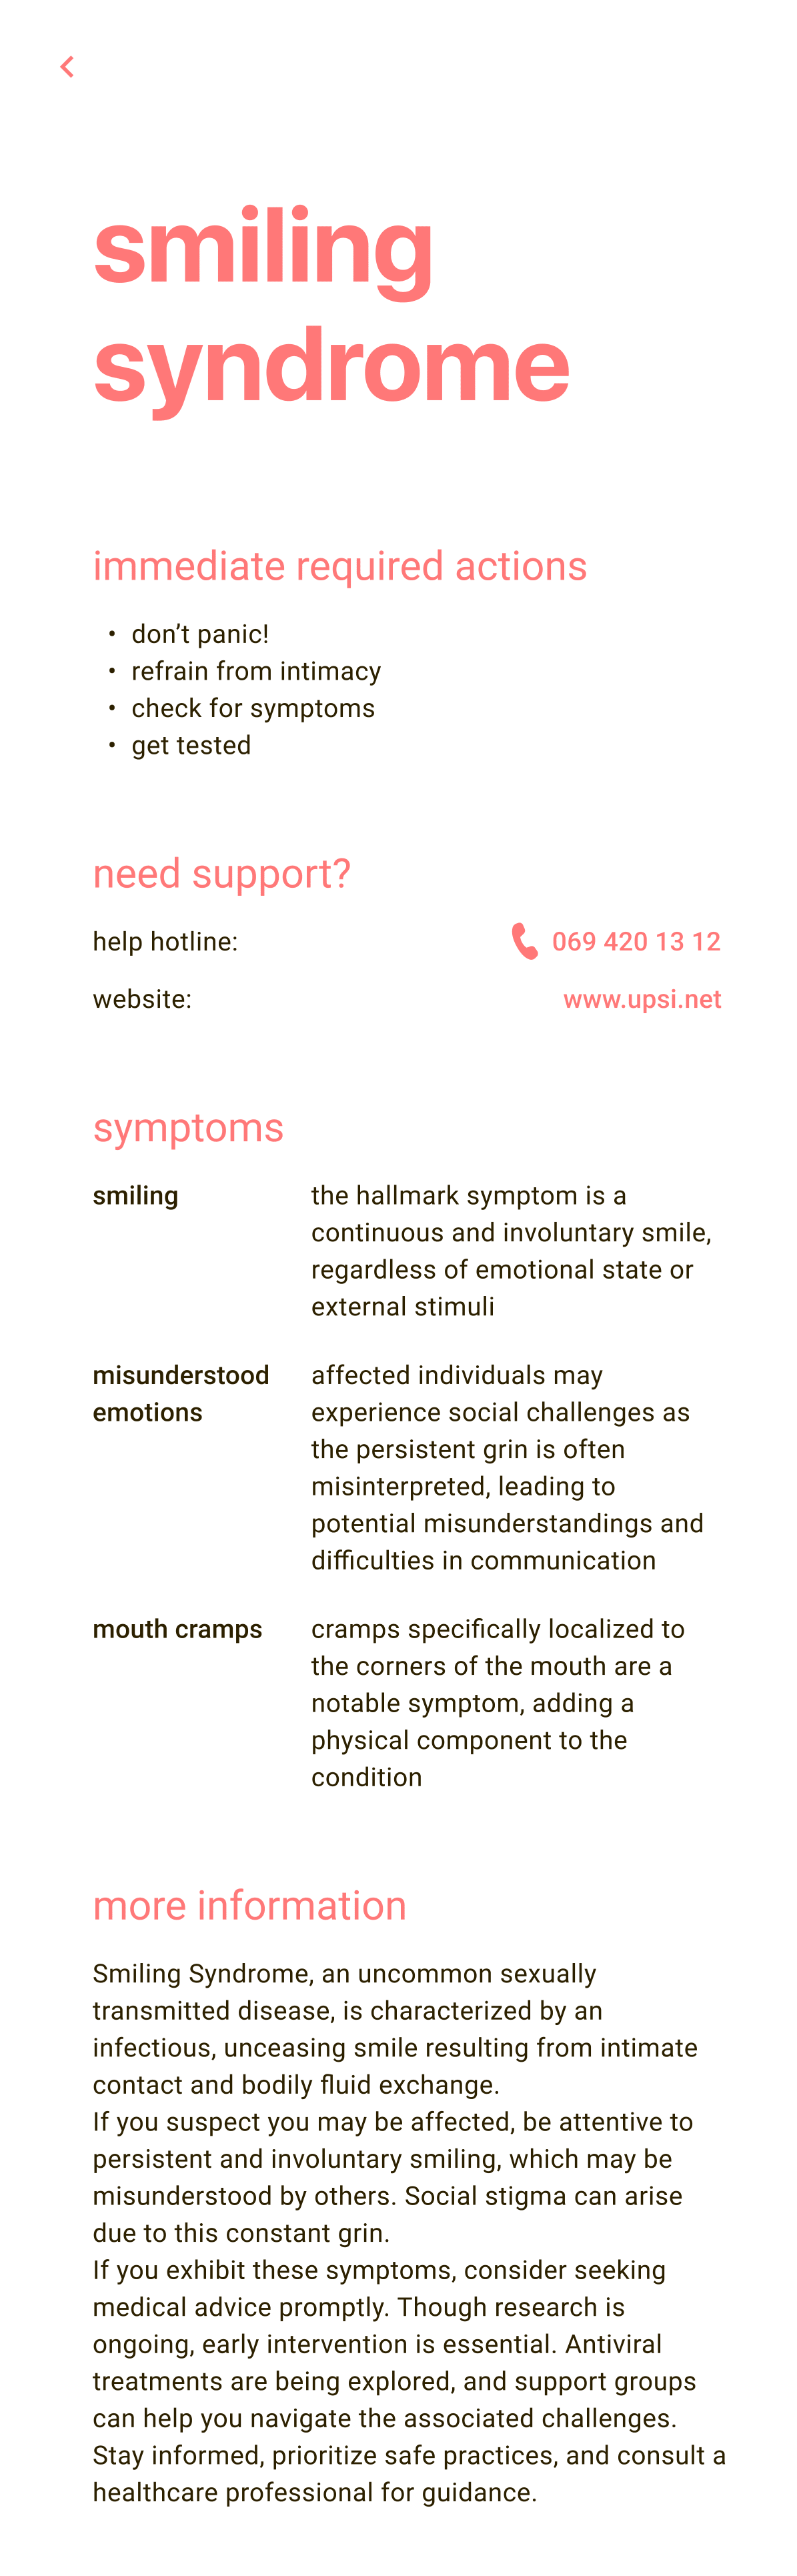 smiling
syndrome
immediate required actions
• don’t panic!
• refrain from intimacy
• check for symptoms
• get tested
need support?
help hotline: 069 420 13 12
website: www.upsi.net
symptoms
smiling the hallmark symptom is a
continuous and involuntary smile,
regardless of emotional state or
external stimuli
misunderstood affected individuals may
emotions experience social challenges as
the persistent grin is often
misinterpreted, leading to
potential misunderstandings and
difficulties in communication
mouth cramps cramps specifically localized to
the corners of the mouth are a
notable symptom, adding a
physical component to the
condition
more information
Smiling Syndrome, an uncommon sexually
transmitted disease, is characterized by an
infectious, unceasing smile resulting from intimate
contact and bodily fluid exchange.
If you suspect you may be affected, be attentive to
persistent and involuntary smiling, which may be
misunderstood by others. Social stigma can arise
due to this constant grin.
If you exhibit these symptoms, consider seeking
medical advice promptly. Though research is
ongoing, early intervention is essential. Antiviral
treatments are being explored, and support groups
can help you navigate the associated challenges.
Stay informed, prioritize safe practices, and consult a
healthcare professional for guidance.